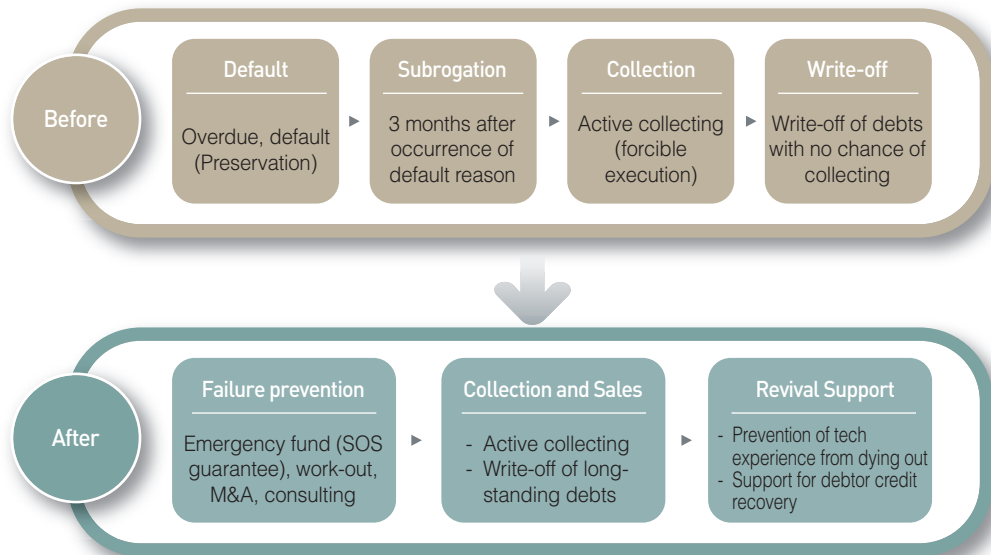 Before
Default
Overdue, default
(Preservation)
Subrogation
3 months after
occurrence of
default reason
Collection
Active collecting
(forcible
execution)
Write-off
Write-off of debts
with no chance of
collecting
After
Failure prevention
Emergency fund (SOS
guarantee), work-out,
M&A, consulting
Collection and Sales
- Active collecting
- Write-off of long-
standing debts
Revival Support
- Prevention of tech
experience from dying out
- Support for debtor credit
recovery